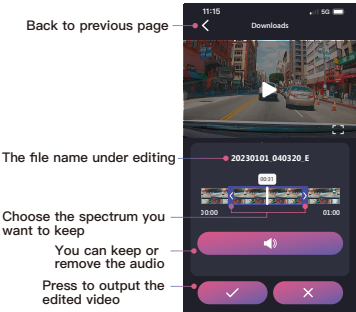 11:15
5G
Back to previous page
Downloads
The file name under editing
20230101_040320_E
00:31
Choose the spectrum you
want to keep
00:00
01:00
You can keep or
remove the audio
Press to output the
edited video